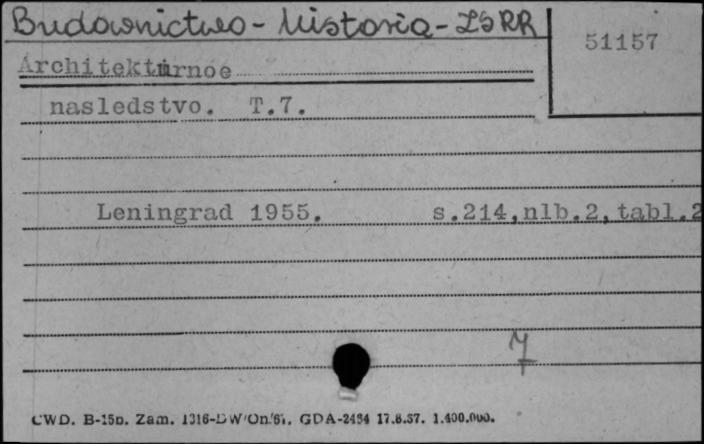 Budownictwo - historia - ZSRR
51157
Architekturnoe
nasledstvo. T.7.
Leningrad 1955. s.214,nlb.2,tabl.2
CWD. B-15b. Zam. 1316-DW/On/61. GDA-2434 17.6.57. 1.400.000.